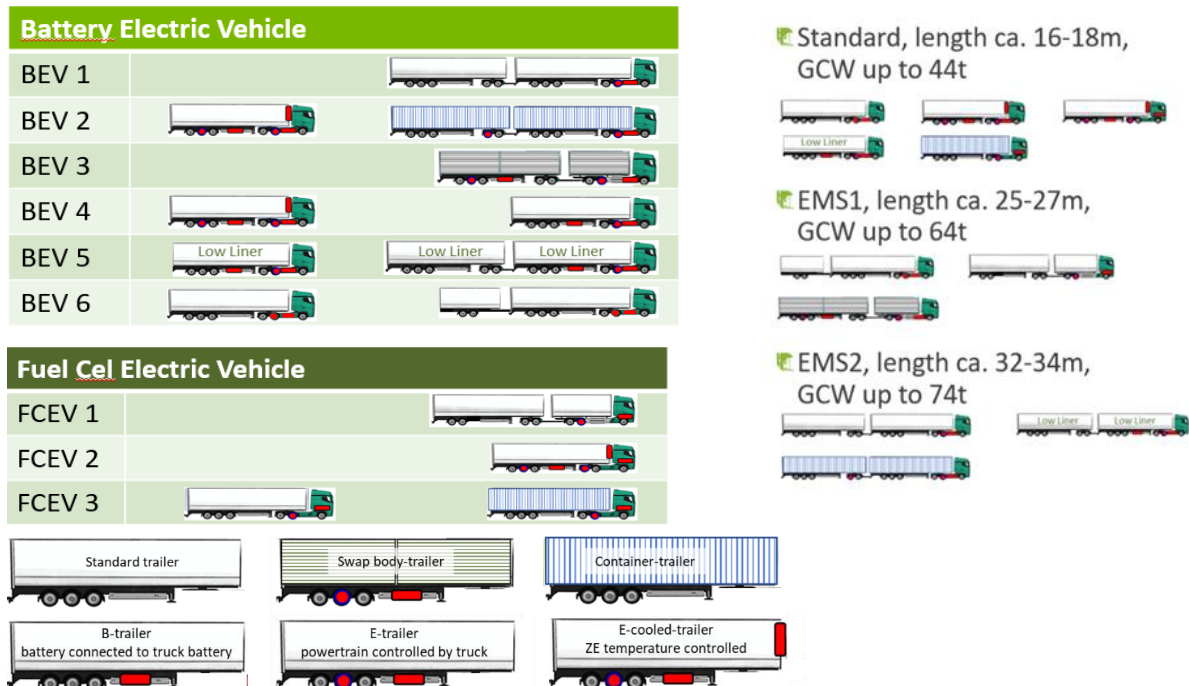 Battery Electric Vehicle
BEV 1
BEV 2
BEV 3
BEV 4
BEV 5
Low Liner
Low Liner
Low Liner
BEV 6
Fuel Cel Electric Vehicle
FCEV 1
FCEV 2
FCEV 3
Standard trailer
Swap body-trailer
Container-trailer
B-trailer
battery connected to truck battery
E-trailer
powertrain controlled by truck
E-cooled-trailer
ZE temperature controlled
Standard, length ca. 16-18m,
GCW up to 44t
Low Liner
EMS1, length ca. 25-27m,
GCW up to 64t
EMS2, length ca. 32-34m,
GCW up to 74t
Low Liner
Low Liner